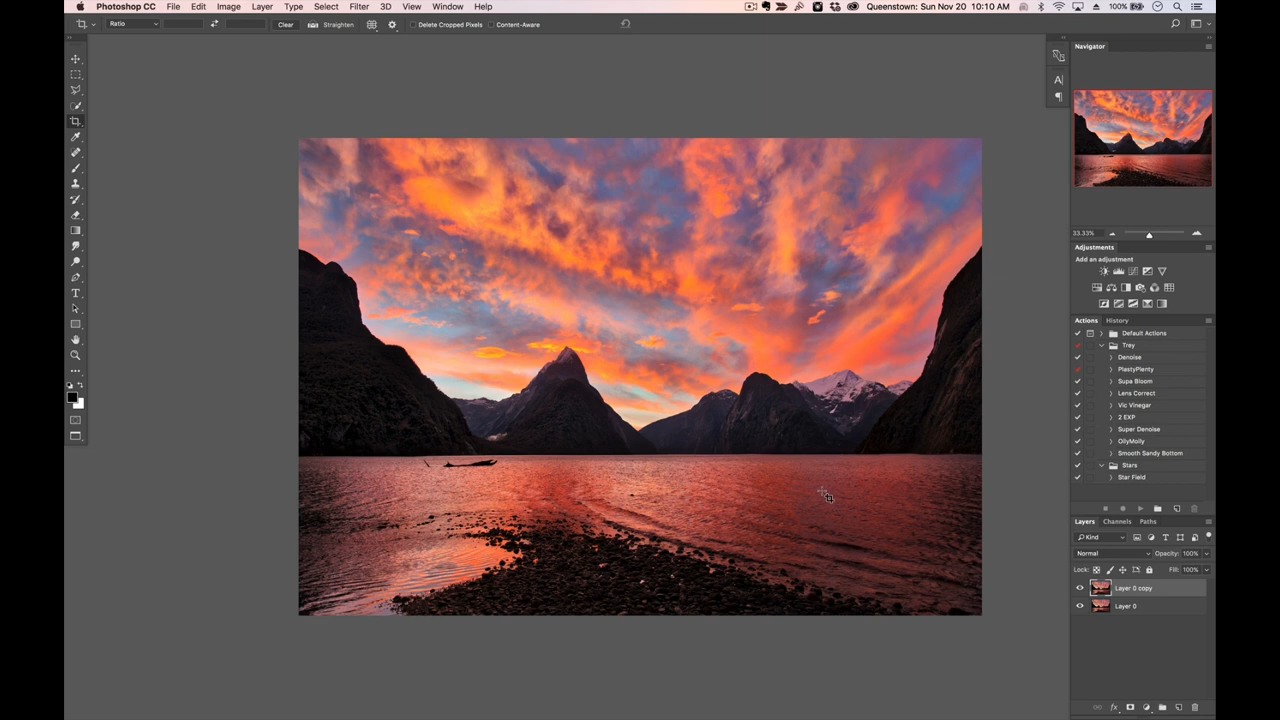 Photoshop CC File Edit Image Layer Type Select Filter 3D View Window Help 100% Queenstown: Sun Nov 20 10:10 AM
Ratio Clear Straighten Delete Cropped Pixels Content-Aware
Navigator
A|
33.33%
Adjustments
Add an adjustment
Actions History
Default Actions
Trey
Denoise
PlastyPlenty
Supa Bloom
Lens Correct
Vic Vinegar
2 EXP
Super Denoise
OilyMolly
Smooth Sandy Bottom
Stars
Star Field
Layers Channels Paths
Kind
Normal Opacity: 100%
Lock: Fill: 100%
Layer 0 copy
Layer 0
fx